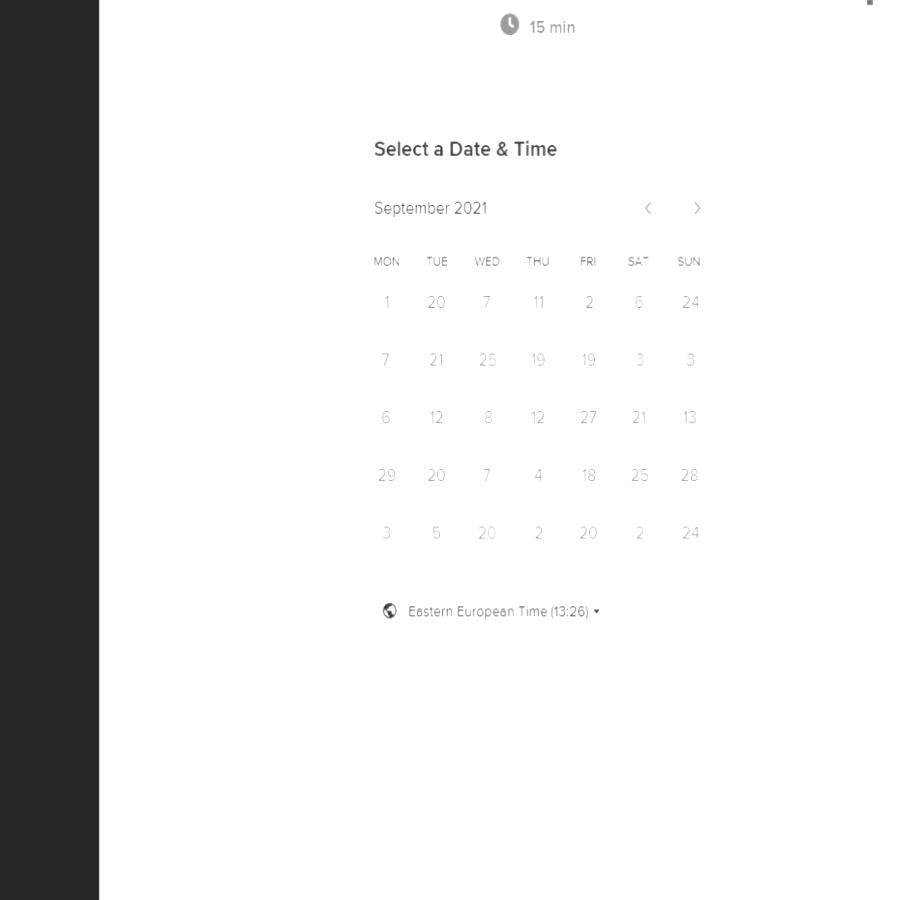 15 min
Select a Date & Time
September 2021
MON TUE WED THU FRI SAT SUN
1 20 7 11 2 6 24
7 21 25 19 19 3 3
6 12 8 12 27 21 13
29 20 7 4 18 25 28
3 5 20 2 20 2 24
Eastern European Time (13:26)